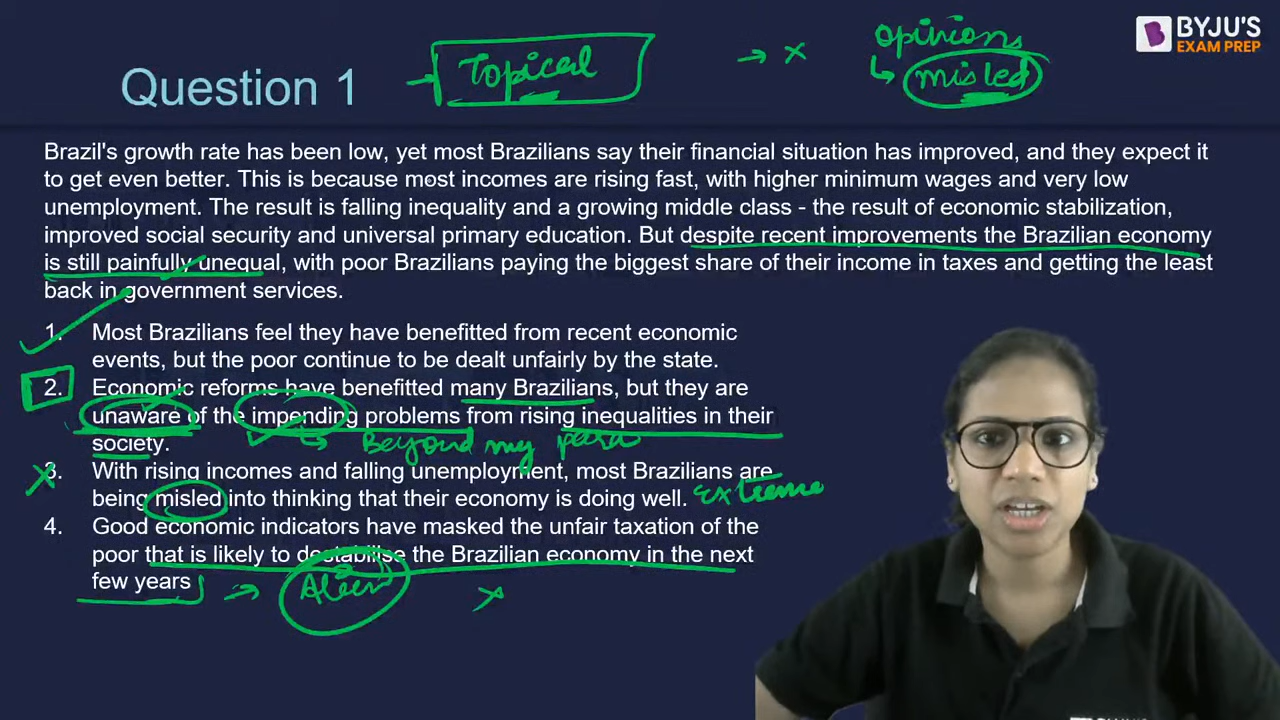 BYJU'S
EXAM PREP
Question 1
Topical
→ x
opinions
misled
Brazil's growth rate has been low, yet most Brazilians say their financial situation has improved, and they expect it
to get even better. This is because most incomes are rising fast, with higher minimum wages and very low
unemployment. The result is falling inequality and a growing middle class - the result of economic stabilization,
improved social security and universal primary education. But despite recent improvements the Brazilian economy
is still painfully unequal, with poor Brazilians paying the biggest share of their income in taxes and getting the least
back in government services.
1. Most Brazilians feel they have benefitted from recent economic
events, but the poor continue to be dealt unfairly by the state.
2. Economic reforms have benefitted many Brazilians, but they are
unaware of the impending problems from rising inequalities in their
society.
Beyond my para
3. With rising incomes and falling unemployment, most Brazilians are
being misled into thinking that their economy is doing well.
extreme
4. Good economic indicators have masked the unfair taxation of the
poor that is likely to destabilise the Brazilian economy in the next
few years
Alien
x